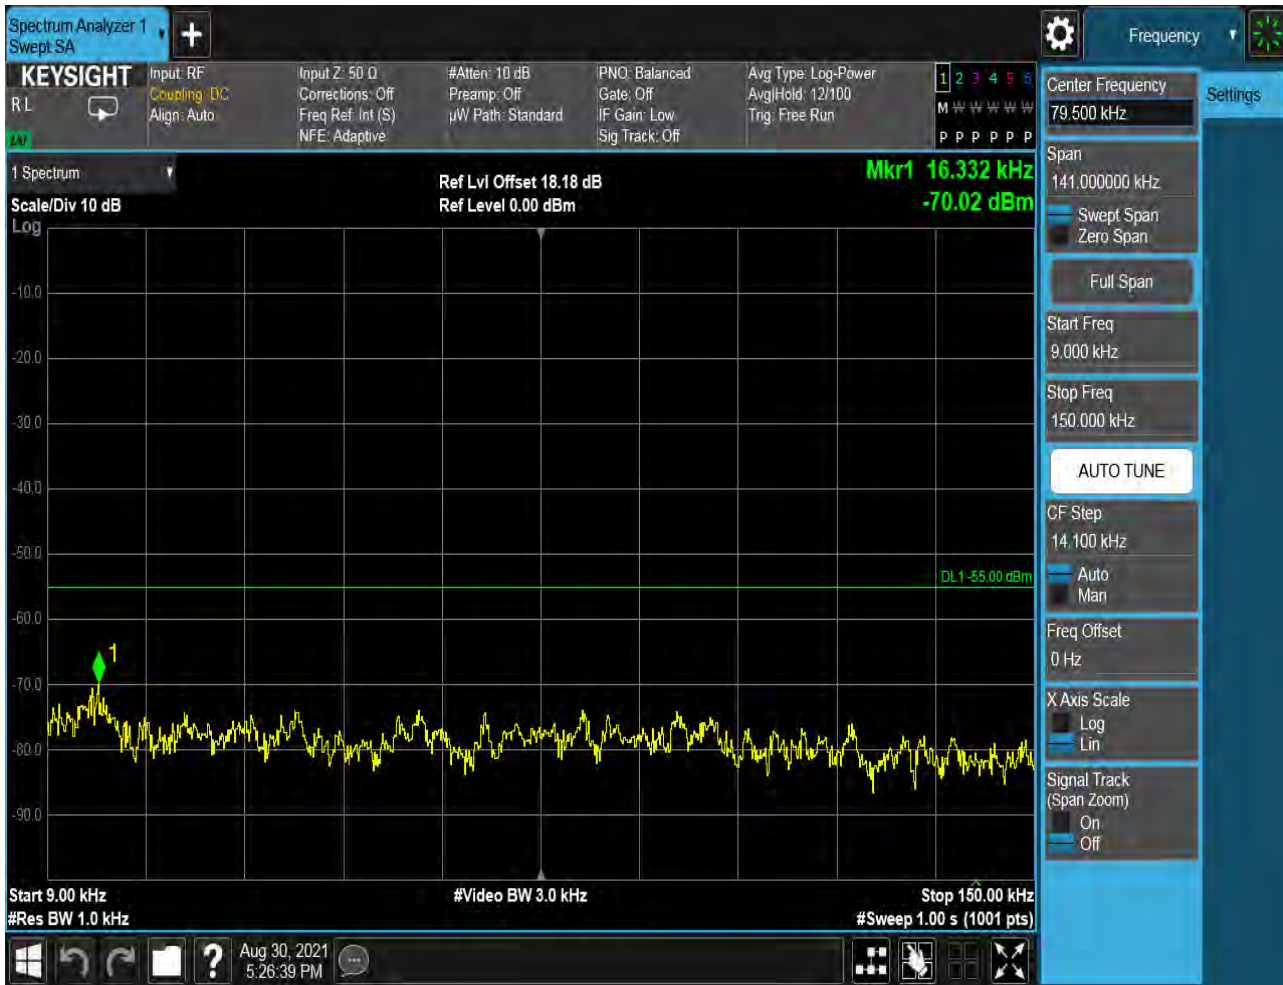 Spectrum Analyzer 1
Swept SA
+
Frequency
KEYSIGHT
R L
LXI
Input: RF
Coupling: DC
Align: Auto
Input Z: 50 Ω
Corrections: Off
Freq Ref: Int (S)
NFE: Adaptive
#Atten: 10 dB
Preamp: Off
µW Path: Standard
PNO: Balanced
Gate: Off
IF Gain: Low
Sig Track: Off
Avg Type: Log-Power
Avg|Hold: 12/100
Trig: Free Run
1 2 3 4 5 6
M W W W W W
P P P P P P
1 Spectrum
Scale/Div 10 dB
Log
Ref Lvl Offset 18.18 dB
Ref Level 0.00 dBm
Mkr1 16.332 kHz
-70.02 dBm
-10.0
-20.0
-30.0
-40.0
-50.0
DL1 -55.00 dBm
-60.0
1
-70.0
-80.0
-90.0
Start 9.00 kHz
#Res BW 1.0 kHz
#Video BW 3.0 kHz
Stop 150.00 kHz
#Sweep 1.00 s (1001 pts)
Center Frequency
79.500 kHz
Settings
Span
141.000000 kHz
Swept Span
Zero Span
Full Span
Start Freq
9.000 kHz
Stop Freq
150.000 kHz
AUTO TUNE
CF Step
14.100 kHz
Auto
Man
Freq Offset
0 Hz
X Axis Scale
Log
Lin
Signal Track
(Span Zoom)
On
Off
?
Aug 30, 2021
5:26:39 PM